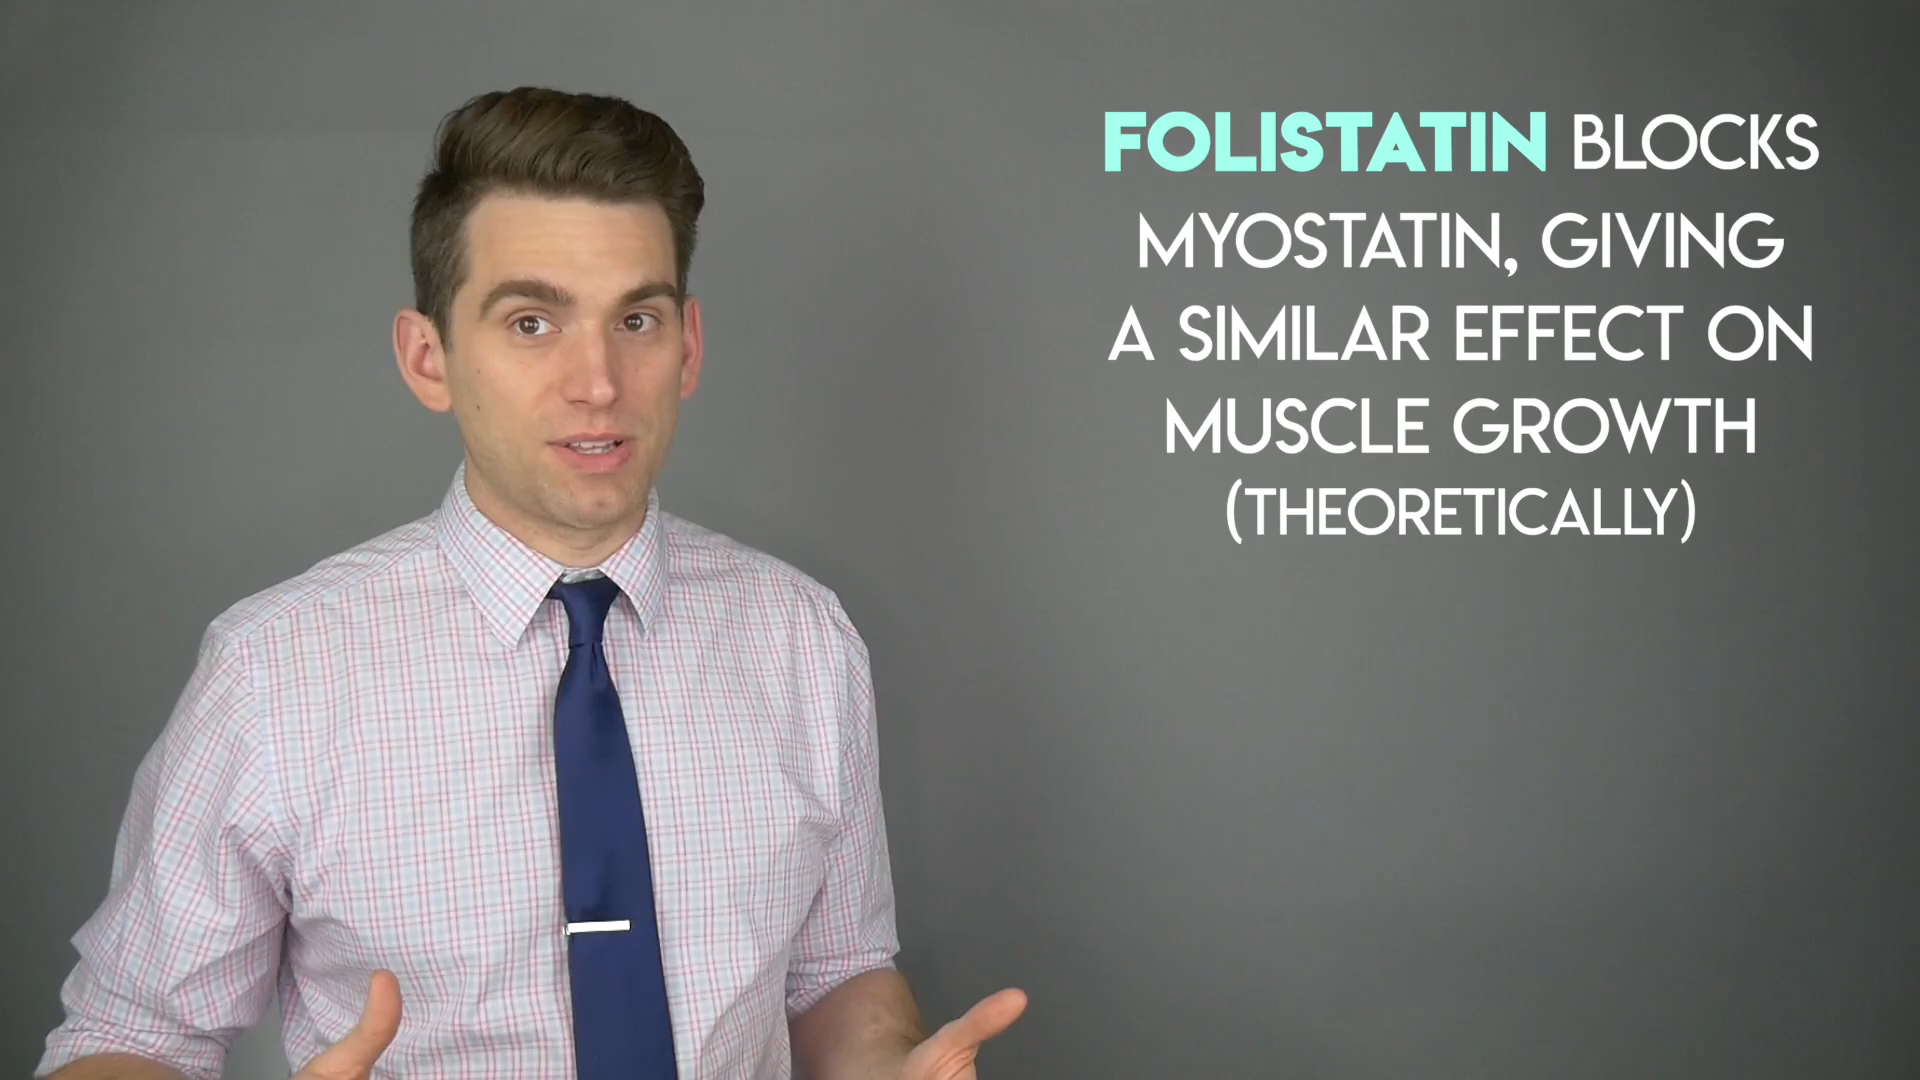 FOLISTATIN BLOCKS
MYOSTATIN, GIVING
A SIMILAR EFFECT ON
MUSCLE GROWTH
(THEORETICALLY)